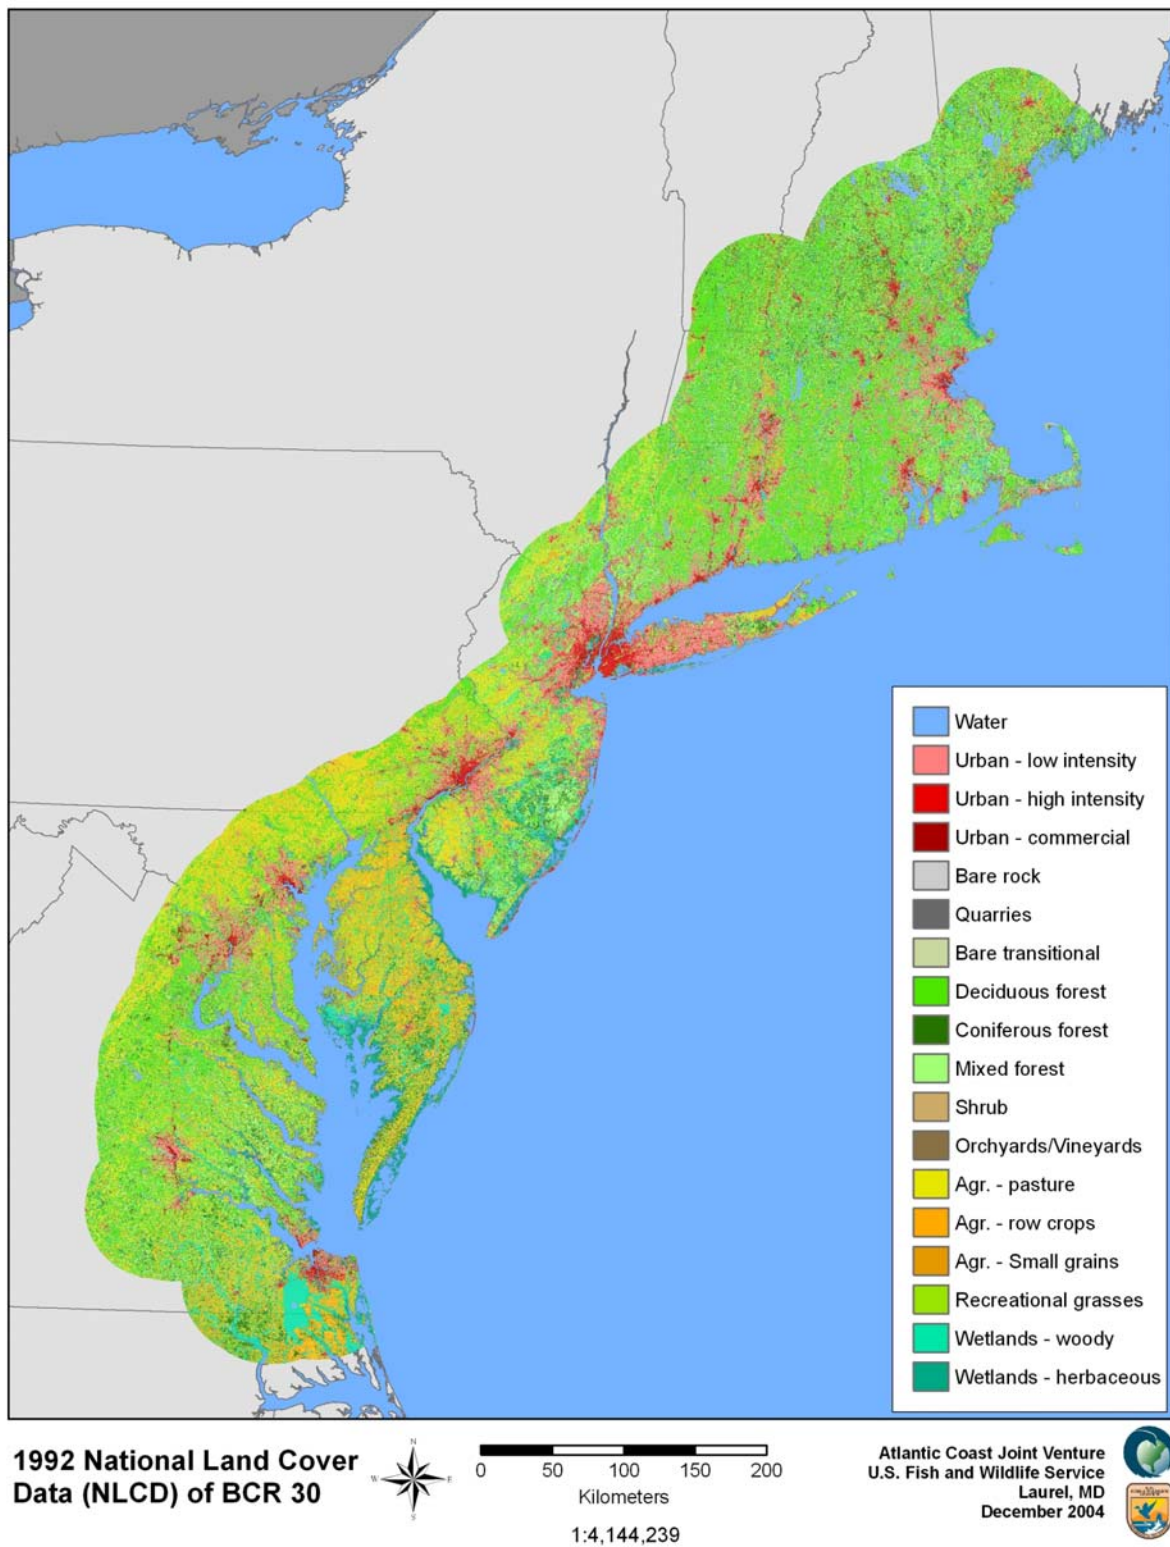 Water
Urban - low intensity
Urban - high intensity
Urban - commercial
Bare rock
Quarries
Bare transitional
Deciduous forest
Coniferous forest
Mixed forest
Shrub
Orchyards/Vineyards
Agr. - pasture
Agr. - row crops
Agr. - Small grains
Recreational grasses
Wetlands - woody
Wetlands - herbaceous
1992 National Land Cover
Data (NLCD) of BCR 30
N
W E
S
0 50 100 150 200
Kilometers
1:4,144,239
Atlantic Coast Joint Venture
U.S. Fish and Wildlife Service
Laurel, MD
December 2004